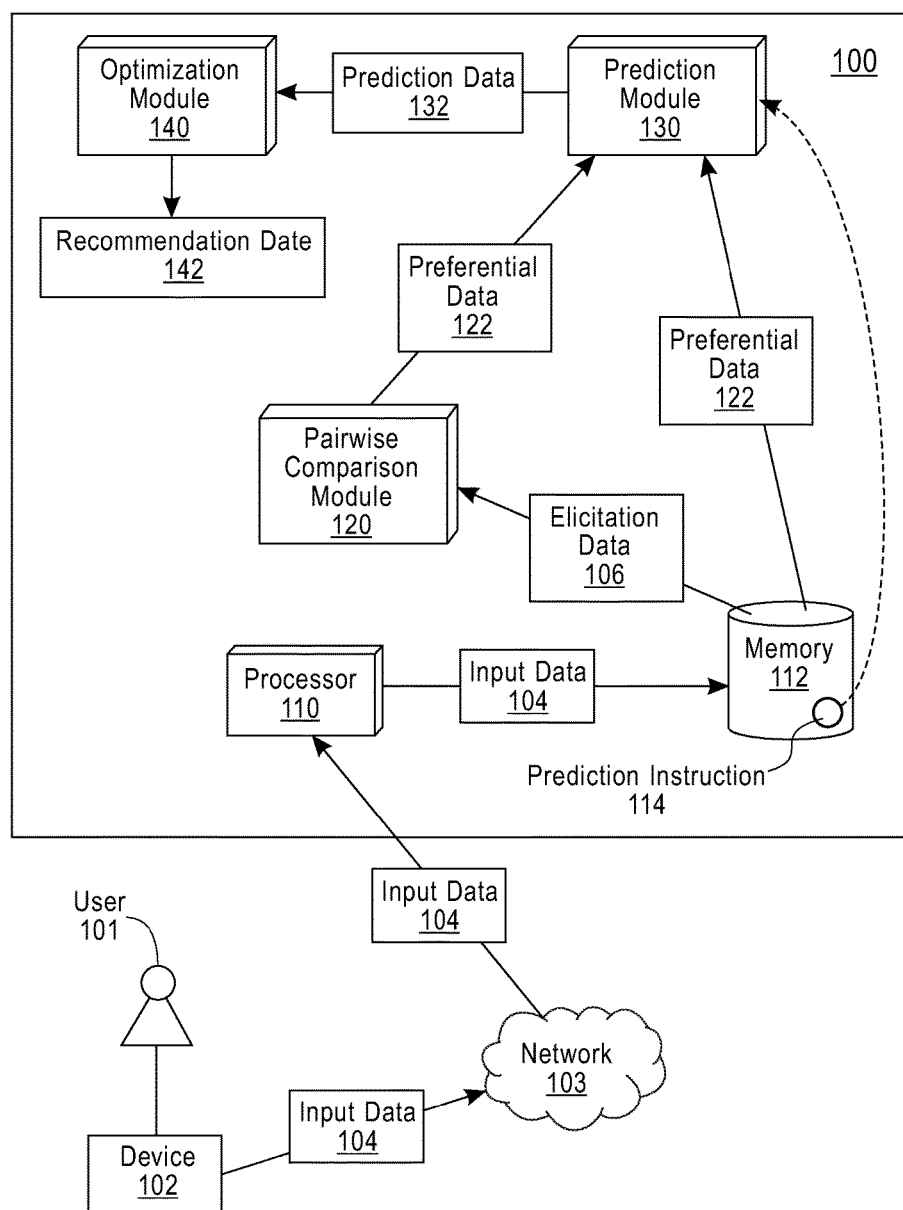 100
Optimization
Module
140
Prediction Data
132
Prediction
Module
130
Recommendation Date
142
Preferential
Data
122
Preferential
Data
122
Pairwise
Comparison
Module
120
Elicitation
Data
106
Processor
110
Input Data
104
Memory
112
Prediction Instruction
114
Input Data
104
User
101
Network
103
Input Data
104
Device
102